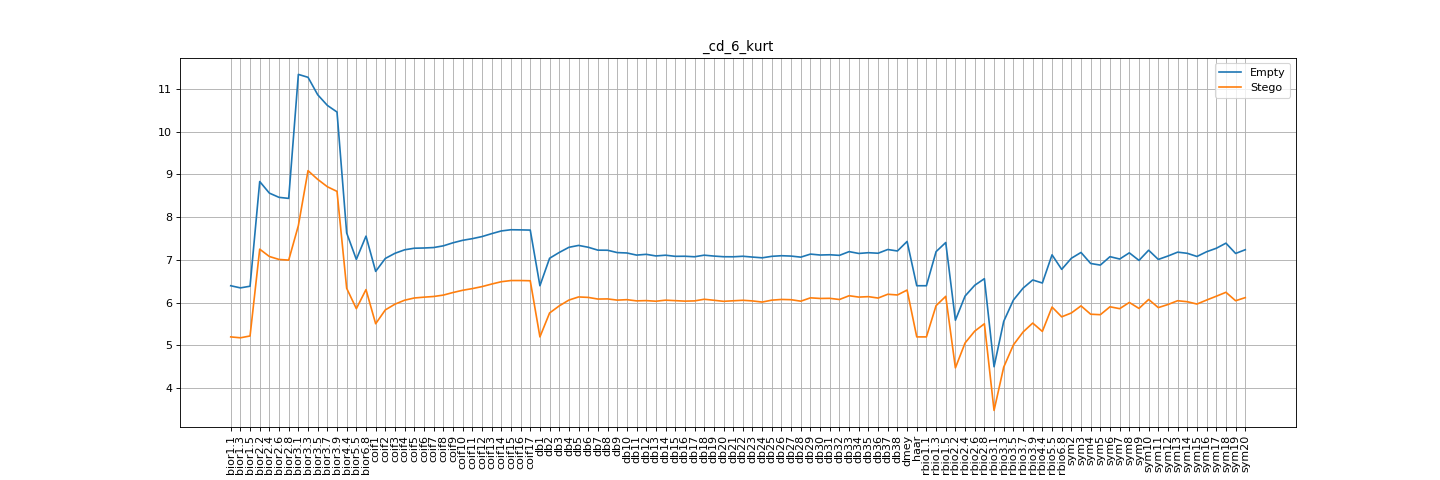 _cd_6_kurt
Empty
Stego
11
10
9
8
7
6
5
4
bior1.1
bior1.3
bior1.5
bior2.2
bior2.4
bior2.6
bior2.8
bior3.1
bior3.3
bior3.5
bior3.7
bior3.9
bior4.4
bior5.5
bior6.8
coif1
coif2
coif3
coif4
coif5
coif6
coif7
coif8
coif9
coif10
coif11
coif12
coif13
coif14
coif15
coif16
coif17
db1
db2
db3
db4
db5
db6
db7
db8
db9
db10
db11
db12
db13
db14
db15
db16
db17
db18
db19
db20
db21
db22
db23
db24
db25
db26
db27
db28
db29
db30
db31
db32
db33
db34
db35
db36
db37
db38
dmey
haar
rbio1.1
rbio1.3
rbio1.5
rbio2.2
rbio2.4
rbio2.6
rbio2.8
rbio3.1
rbio3.3
rbio3.5
rbio3.7
rbio3.9
rbio4.4
rbio5.5
rbio6.8
sym2
sym3
sym4
sym5
sym6
sym7
sym8
sym9
sym10
sym11
sym12
sym13
sym14
sym15
sym16
sym17
sym18
sym19
sym20